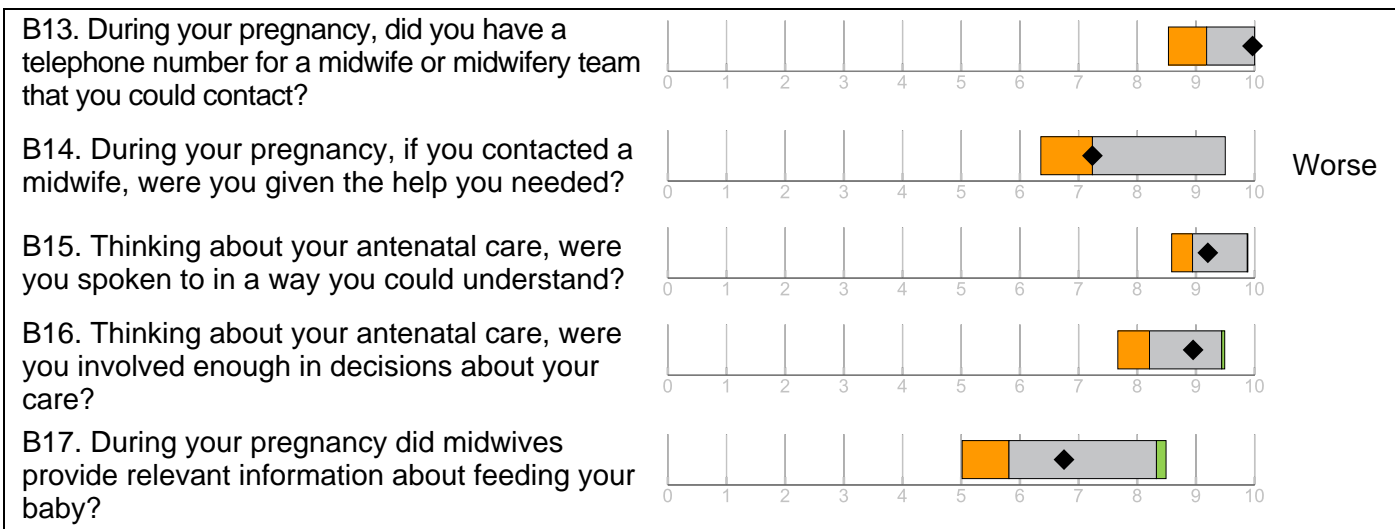 B13. During your pregnancy, did you have a
telephone number for a midwife or midwifery team
that you could contact?
0 1 2 3 4 5 6 7 8 9 10
B14. During your pregnancy, if you contacted a
midwife, were you given the help you needed?
Worse
0 1 2 3 4 5 6 7 8 9 10
B15. Thinking about your antenatal care, were
you spoken to in a way you could understand?
0 1 2 3 4 5 6 7 8 9 10
B16. Thinking about your antenatal care, were
you involved enough in decisions about your
care?
0 1 2 3 4 5 6 7 8 9 10
B17. During your pregnancy did midwives
provide relevant information about feeding your
baby?
0 1 2 3 4 5 6 7 8 9 10